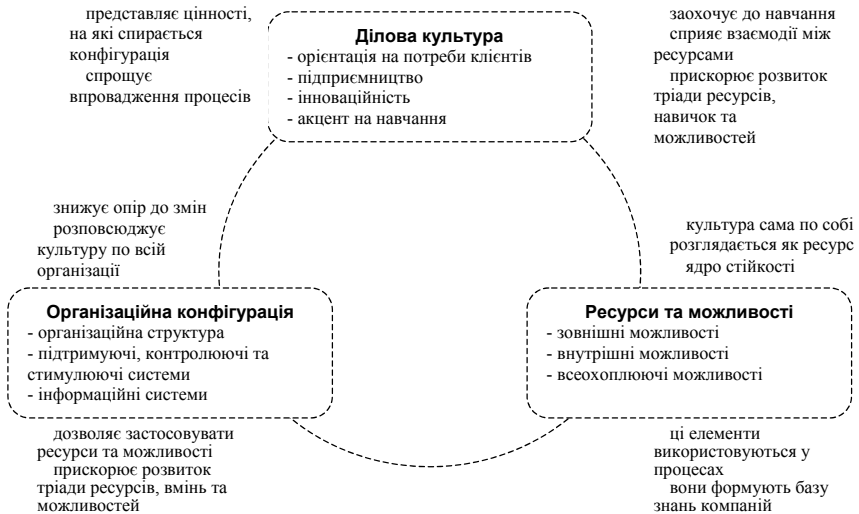 представляє цінності,
на які спирається
конфігурація
спрощує
впровадження процесів
Ділова культура
- орієнтація на потреби клієнтів
- підприємництво
- інноваційність
- акцент на навчання
заохочує до навчання
сприяє взаємодії між
ресурсами
прискорює розвиток
тріади ресурсів,
навичок та
можливостей
знижує опір до змін
розповсюджує
культуру по всій
організації
культура сама по собі
розглядається як ресурс
ядро стійкості
Організаційна конфігурація
- організаційна структура
- підтримуючі, контролюючі та
стимулюючі системи
- інформаційні системи
Ресурси та можливості
- зовнішні можливості
- внутрішні можливості
- всеохоплюючі можливості
дозволяє застосовувати
ресурси та можливості
прискорює розвиток
тріади ресурсів, вмінь та
можливостей
ці елементи
використовуються у
процесах
вони формують базу
знань компаній